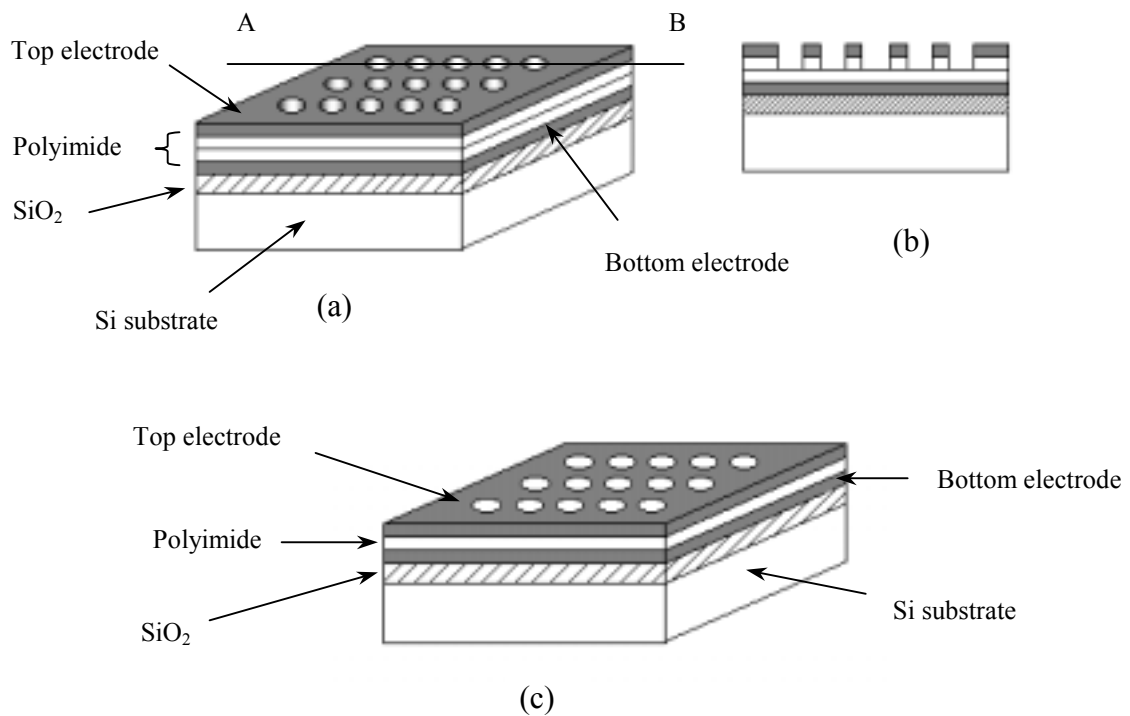 A
B
Top electrode
Polyimide
SiO₂
Si substrate
(a)
Bottom electrode
(b)
Top electrode
Bottom electrode
Polyimide
SiO₂
Si substrate
(c)